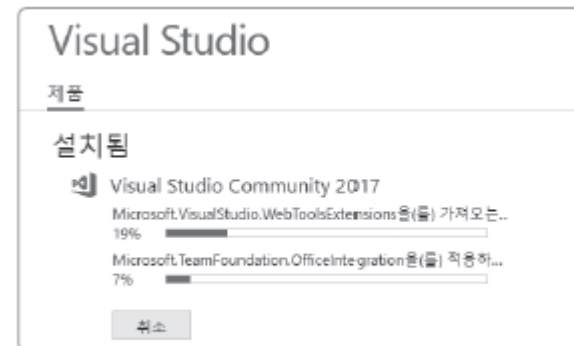 Visual Studio
제품
설치됨
Visual Studio Community 2017
Microsoft.VisualStudio.WebToolsExtensions을(를) 가져오는...
19%
Microsoft.TeamFoundation.OfficeIntegration을(를) 적용하...
7%
취소